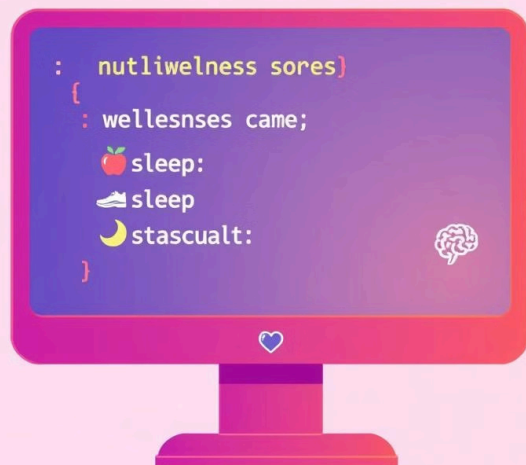 : nutliwelness sores}
{
: wellesnses came;
sleep:
sleep
stascualt:
}